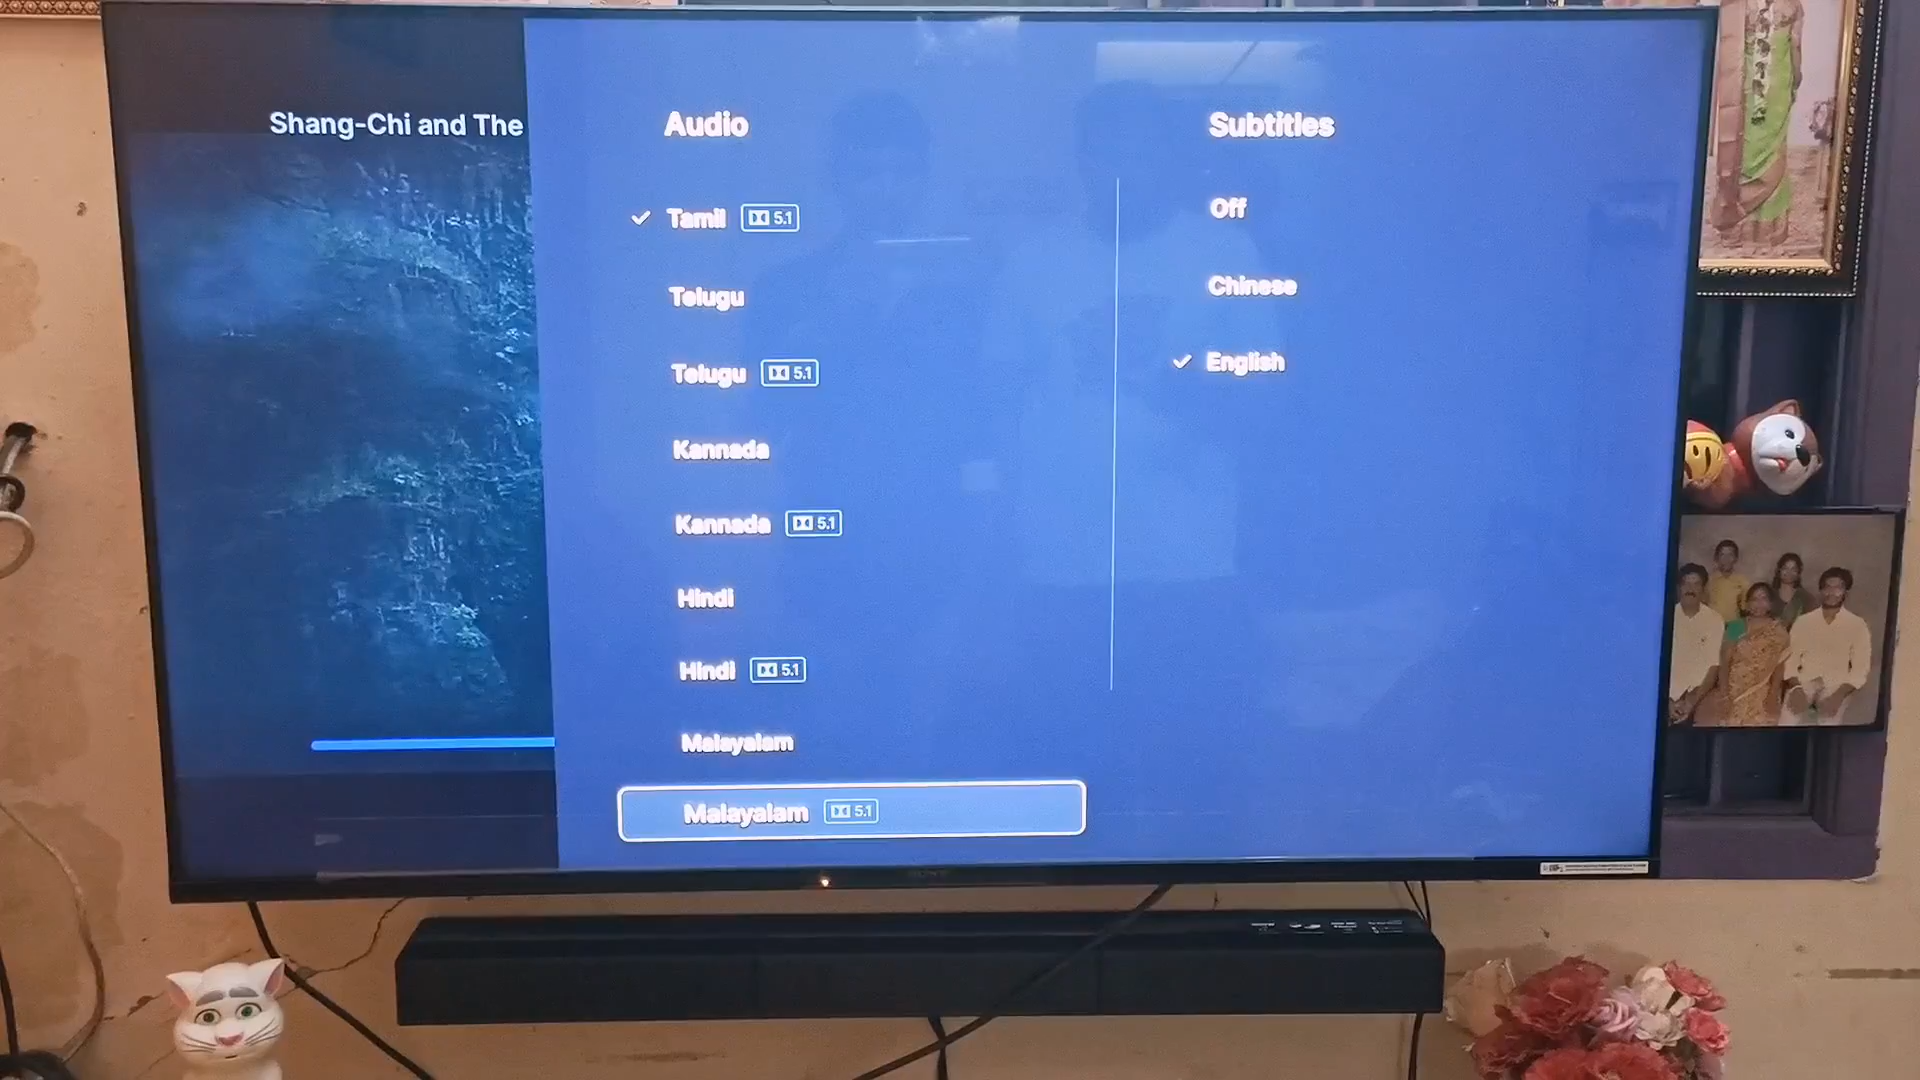 Shang-Chi and The
Audio
Tamil 5.1
Telugu
Telugu 5.1
Kannada
Kannada 5.1
Hindi
Hindi 5.1
Malayalam
Malayalam 5.1
Subtitles
Off
Chinese
English
SONY